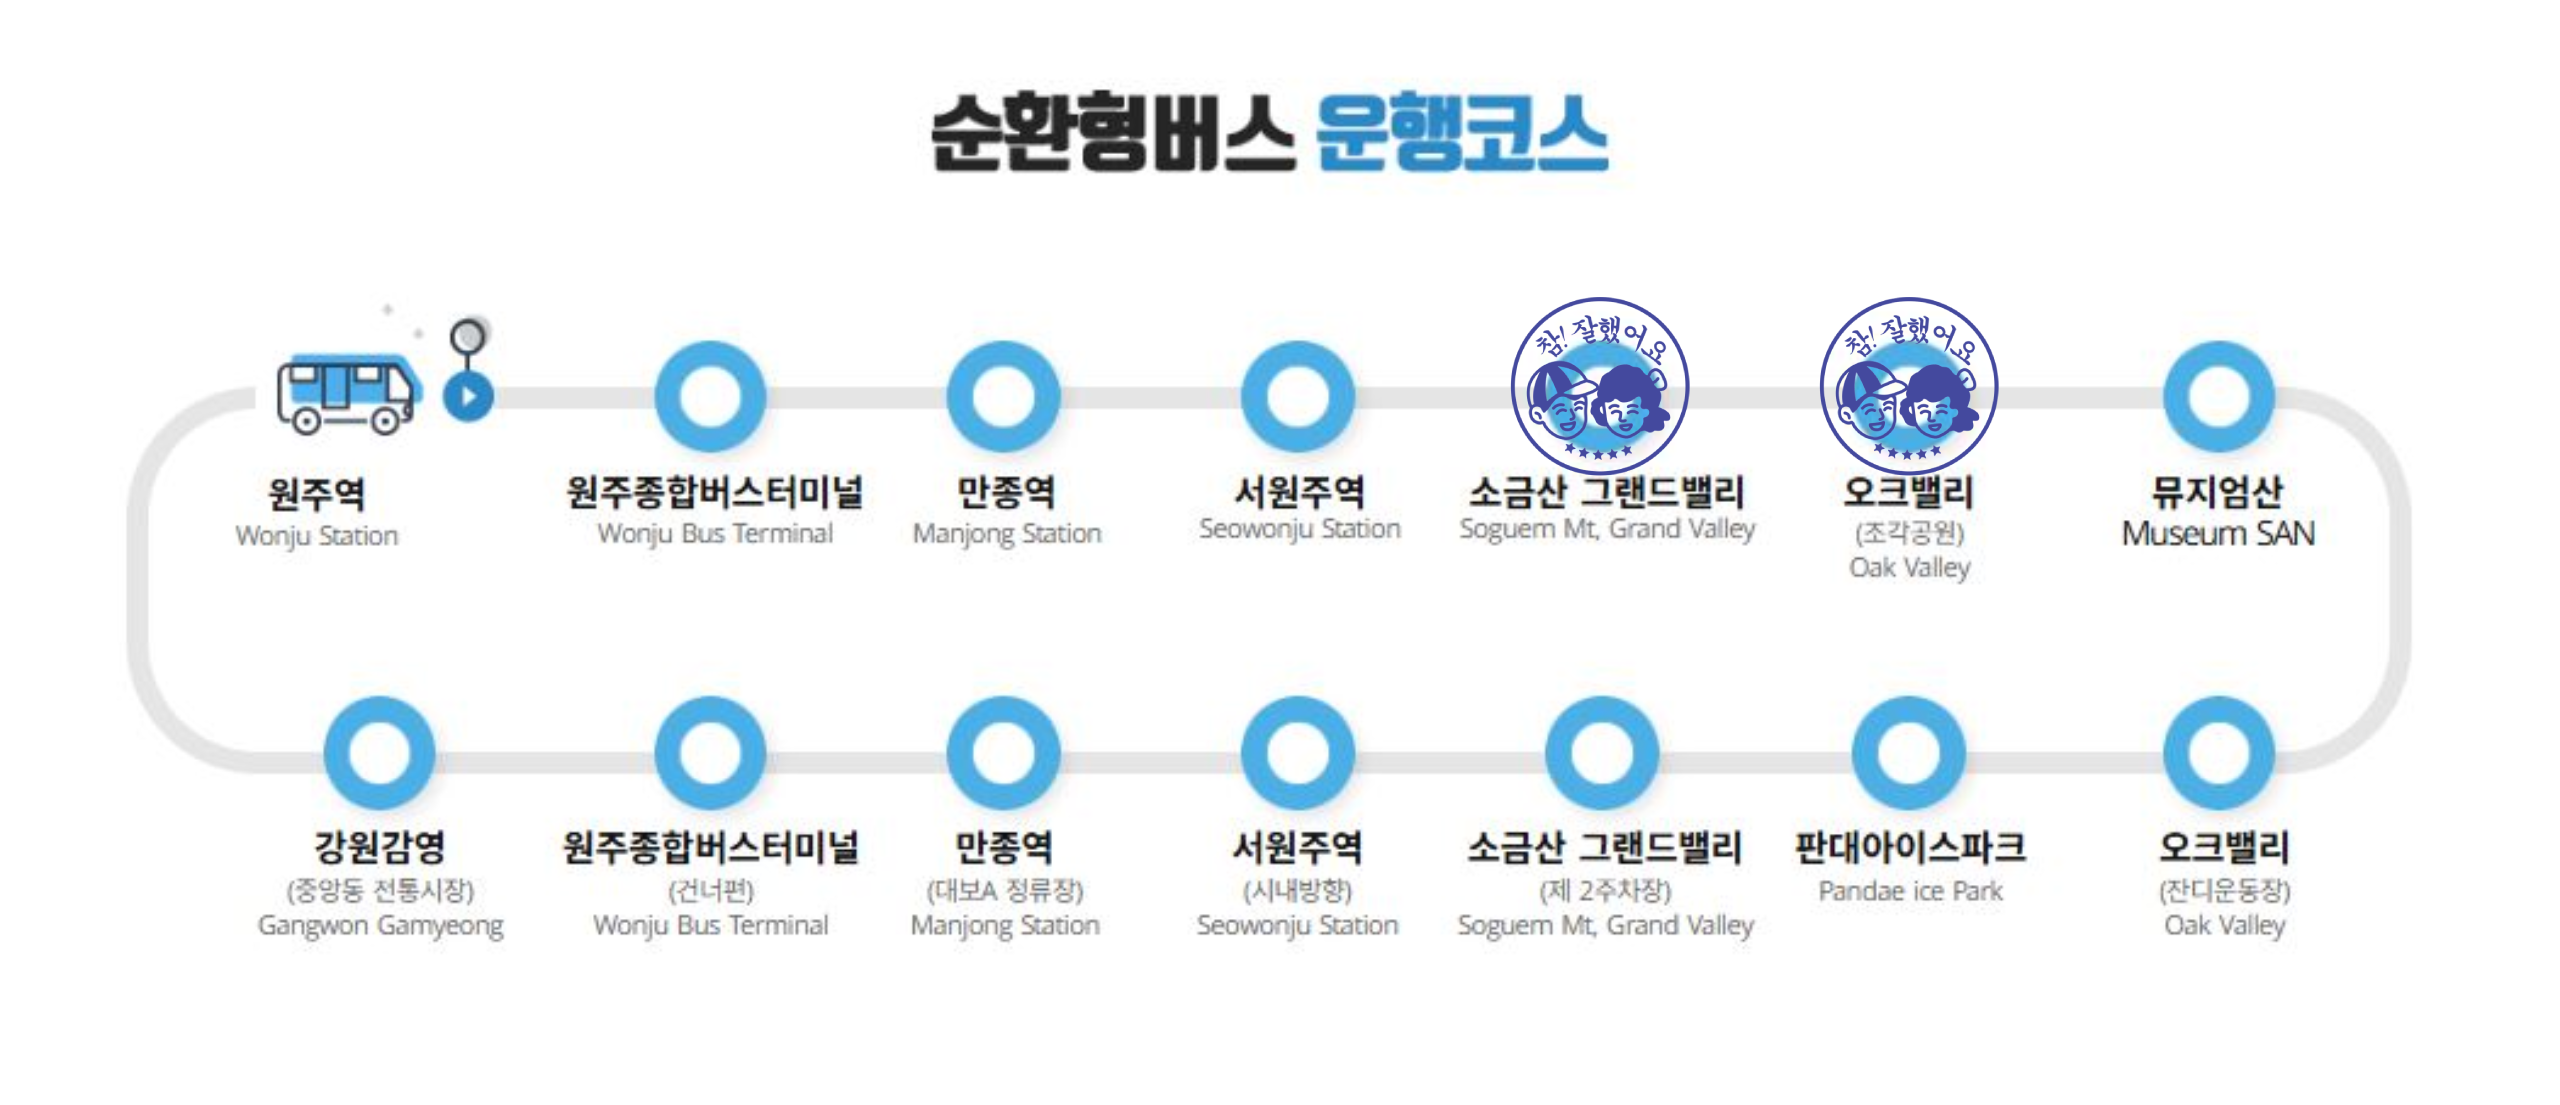 순환형버스 운행코스
참! 잘했어요
참! 잘했어요
원주역
Wonju Station
원주종합버스터미널
Wonju Bus Terminal
만종역
Manjong Station
서원주역
Seowonju Station
소금산 그랜드밸리
Soguem Mt, Grand Valley
오크밸리
(조각공원)
Oak Valley
뮤지엄산
Museum SAN
강원감영
(중앙동 전통시장)
Gangwon Gamyeong
원주종합버스터미널
(건너편)
Wonju Bus Terminal
만종역
(대보A 정류장)
Manjong Station
서원주역
(시내방향)
Seowonju Station
소금산 그랜드밸리
(제 2주차장)
Soguem Mt, Grand Valley
판대아이스파크
Pandae ice Park
오크밸리
(잔디운동장)
Oak Valley